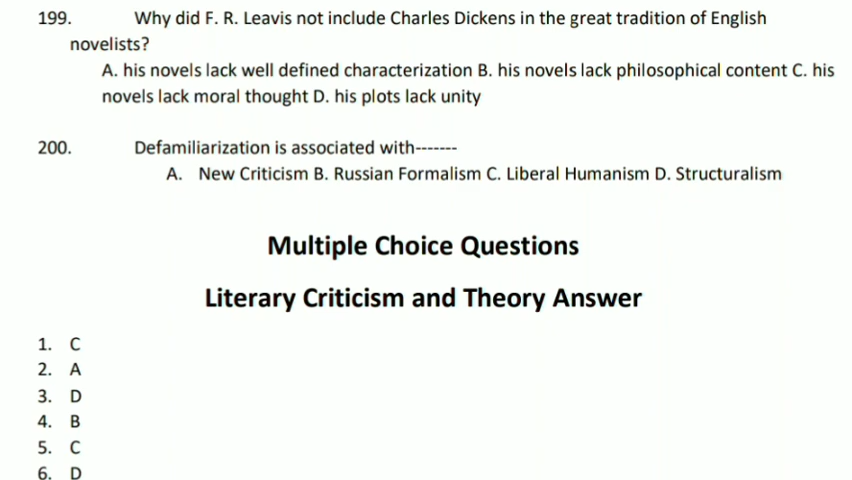 199. Why did F. R. Leavis not include Charles Dickens in the great tradition of English
novelists?
A. his novels lack well defined characterization B. his novels lack philosophical content C. his
novels lack moral thought D. his plots lack unity
200. Defamiliarization is associated with-------
A. New Criticism B. Russian Formalism C. Liberal Humanism D. Structuralism
Multiple Choice Questions
Literary Criticism and Theory Answer
1. C
2. A
3. D
4. B
5. C
6. D